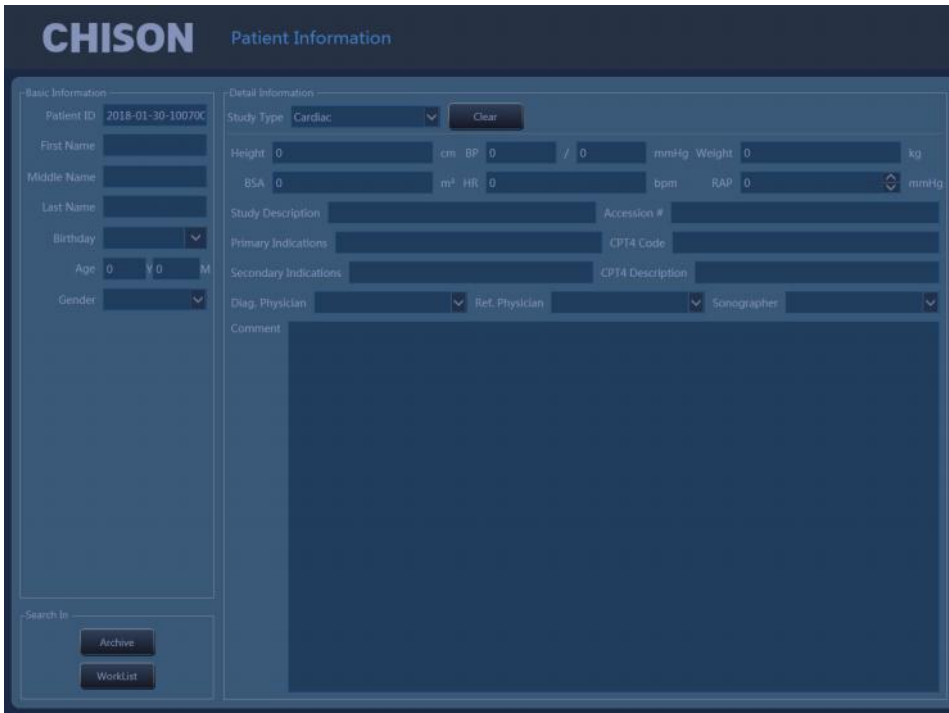 CHISON Patient Information
Basic Information
Patient ID 2018-01-30-10070C
First Name
Middle Name
Last Name
Birthday
Age 0 Y 0 M
Gender
Search In
Archive
WorkList
Detail Information
Study Type Cardiac Clear
Height 0 cm BP 0 / 0 mmHg Weight 0 kg
BSA 0 m² HR 0 bpm RAP 0 mmHg
Study Description Accession #
Primary Indications CPT4 Code
Secondary Indications CPT4 Description
Diag. Physician Ref. Physician Sonographer
Comment